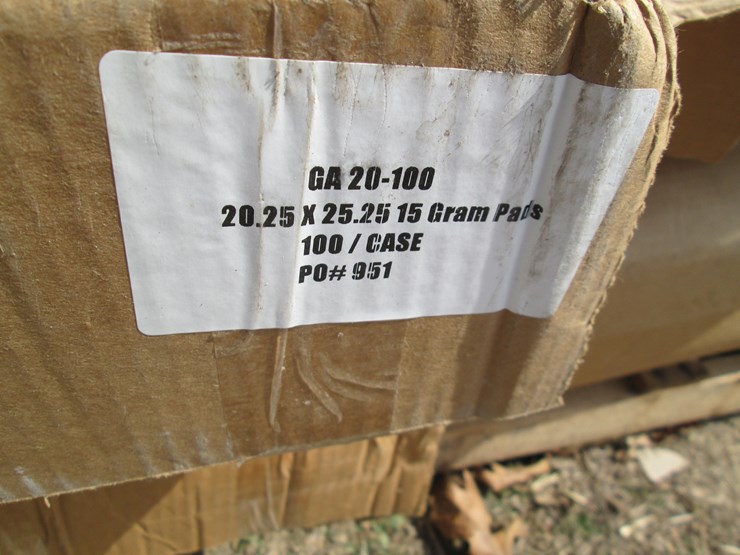 GA 20-100
20.25 X 25.25 15 Gram Pads
100 / CASE
PO# 951